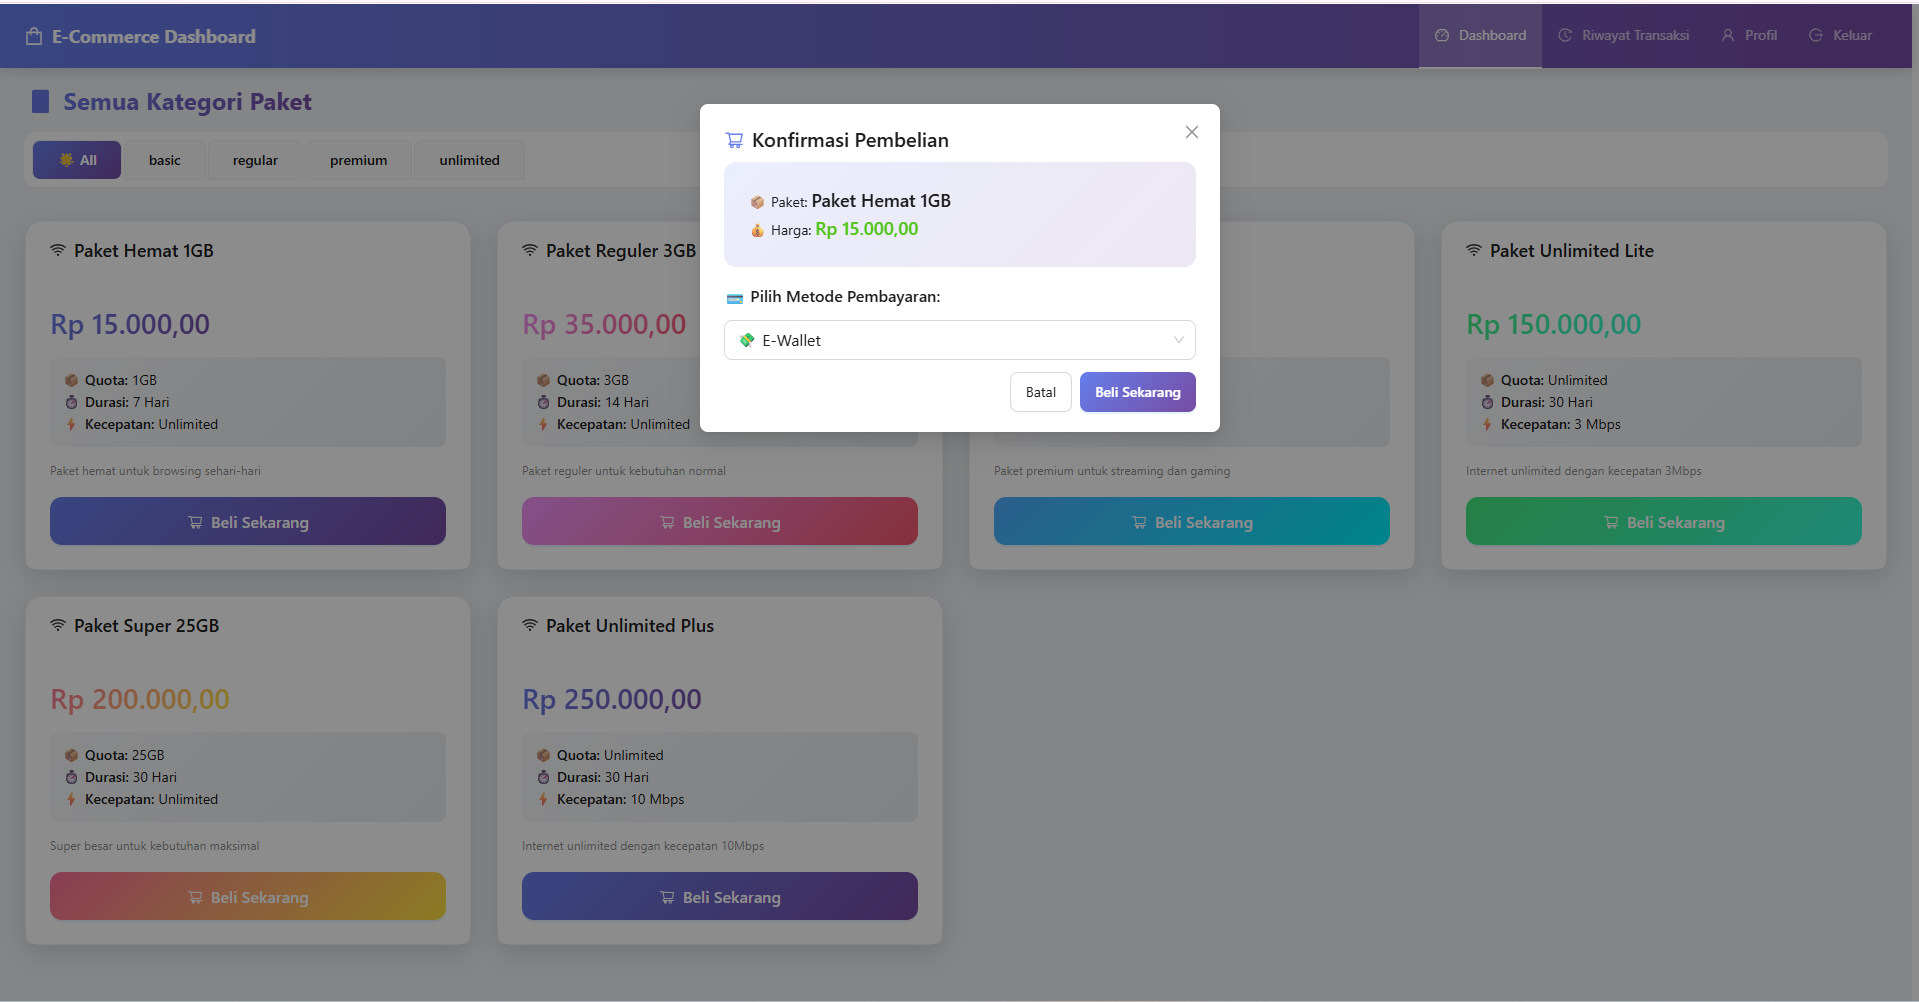 E-Commerce Dashboard
Dashboard
Riwayat Transaksi
Profil
Keluar
Semua Kategori Paket
All
basic
regular
premium
unlimited
Konfirmasi Pembelian
Paket: Paket Hemat 1GB
Harga: Rp 15.000,00
Pilih Metode Pembayaran:
E-Wallet
Batal
Beli Sekarang
Paket Hemat 1GB
Rp 15.000,00
Quota: 1GB
Durasi: 7 Hari
Kecepatan: Unlimited
Paket hemat untuk browsing sehari-hari
Beli Sekarang
Paket Reguler 3GB
Rp 35.000,00
Quota: 3GB
Durasi: 14 Hari
Kecepatan: Unlimited
Paket reguler untuk kebutuhan normal
Beli Sekarang
Paket premium untuk streaming dan gaming
Beli Sekarang
Paket Unlimited Lite
Rp 150.000,00
Quota: Unlimited
Durasi: 30 Hari
Kecepatan: 3 Mbps
Internet unlimited dengan kecepatan 3Mbps
Beli Sekarang
Paket Super 25GB
Rp 200.000,00
Quota: 25GB
Durasi: 30 Hari
Kecepatan: Unlimited
Super besar untuk kebutuhan maksimal
Beli Sekarang
Paket Unlimited Plus
Rp 250.000,00
Quota: Unlimited
Durasi: 30 Hari
Kecepatan: 10 Mbps
Internet unlimited dengan kecepatan 10Mbps
Beli Sekarang